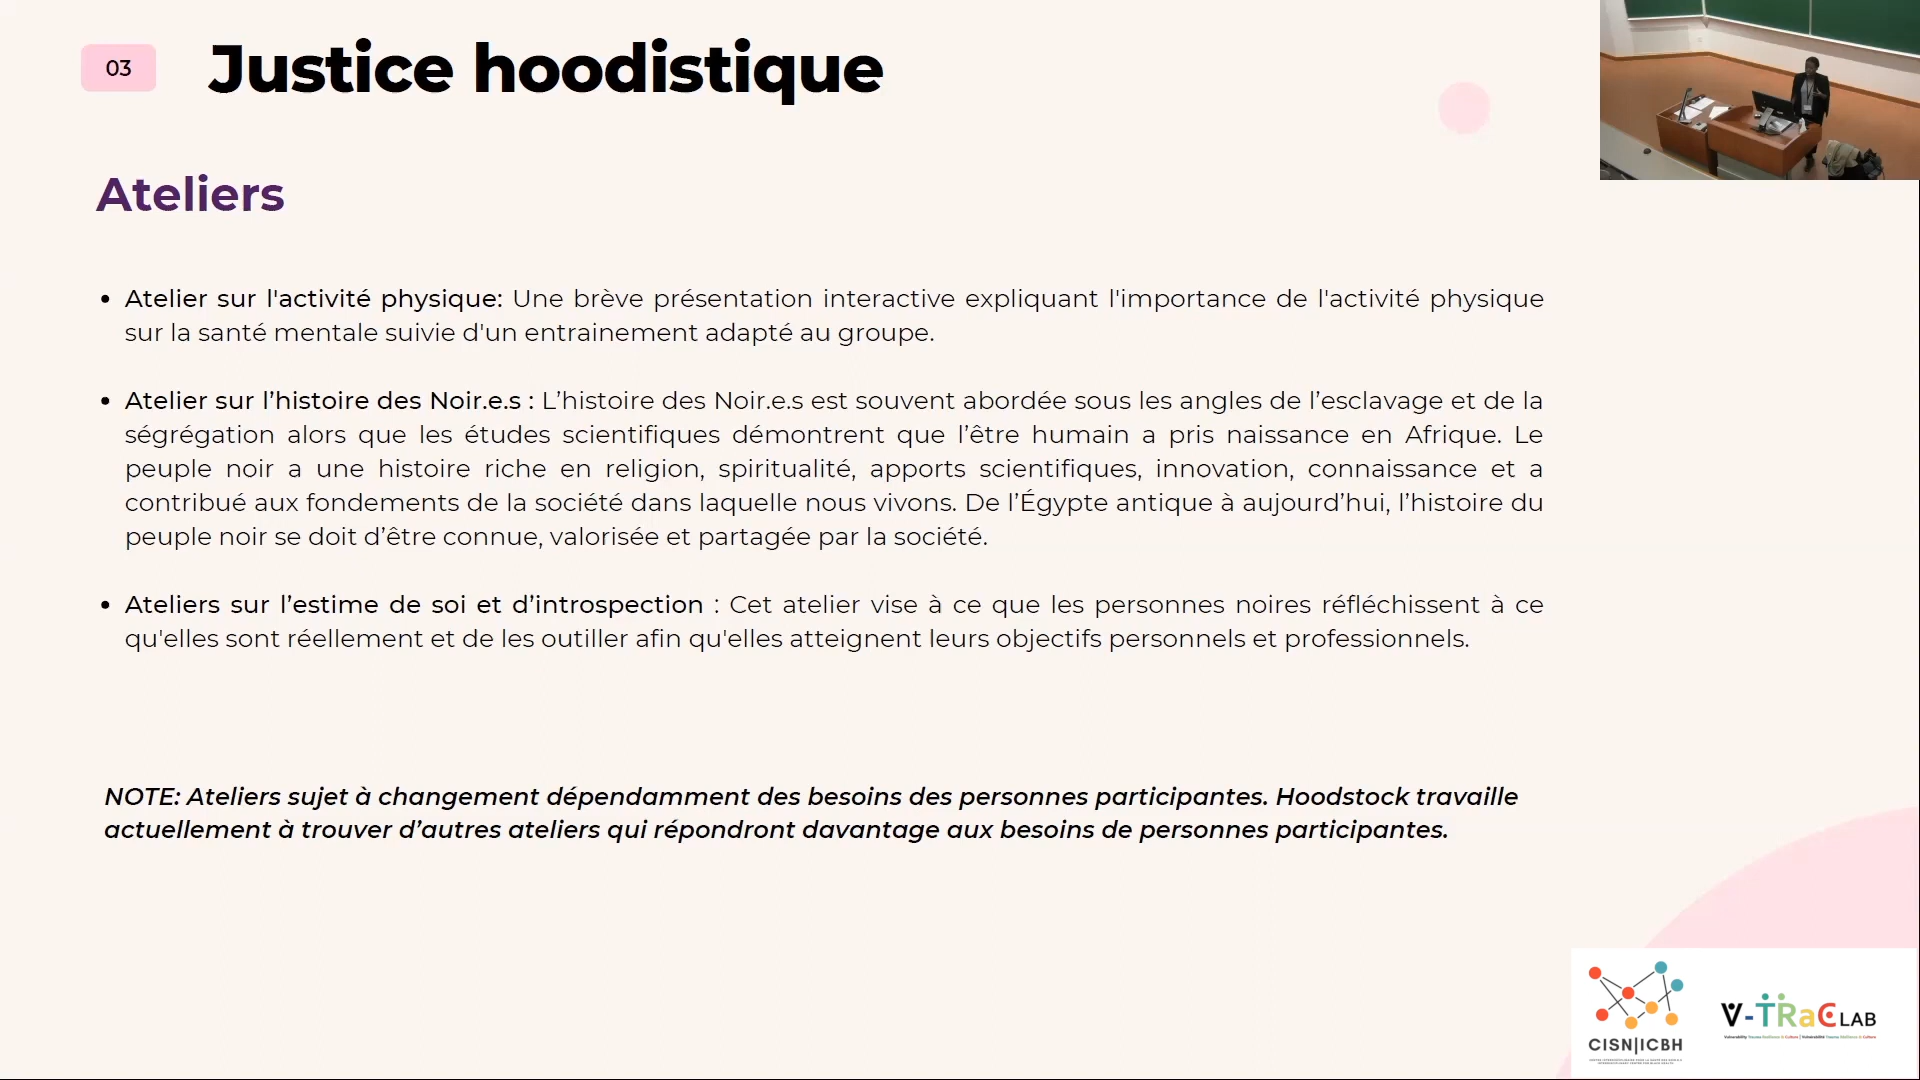 03
Justice hoodistique
Ateliers
• Atelier sur l'activité physique: Une brève présentation interactive expliquant l'importance de l'activité physique
sur la santé mentale suivie d'un entrainement adapté au groupe.
• Atelier sur l’histoire des Noir.e.s : L’histoire des Noir.e.s est souvent abordée sous les angles de l’esclavage et de la
ségrégation alors que les études scientifiques démontrent que l’être humain a pris naissance en Afrique. Le
peuple noir a une histoire riche en religion, spiritualité, apports scientifiques, innovation, connaissance et a
contribué aux fondements de la société dans laquelle nous vivons. De l’Égypte antique à aujourd’hui, l’histoire du
peuple noir se doit d’être connue, valorisée et partagée par la société.
• Ateliers sur l’estime de soi et d’introspection : Cet atelier vise à ce que les personnes noires réfléchissent à ce
qu'elles sont réellement et de les outiller afin qu'elles atteignent leurs objectifs personnels et professionnels.
NOTE: Ateliers sujet à changement dépendamment des besoins des personnes participantes. Hoodstock travaille
actuellement à trouver d’autres ateliers qui répondront davantage aux besoins de personnes participantes.
CISN|ICBH
V-TRaC LAB